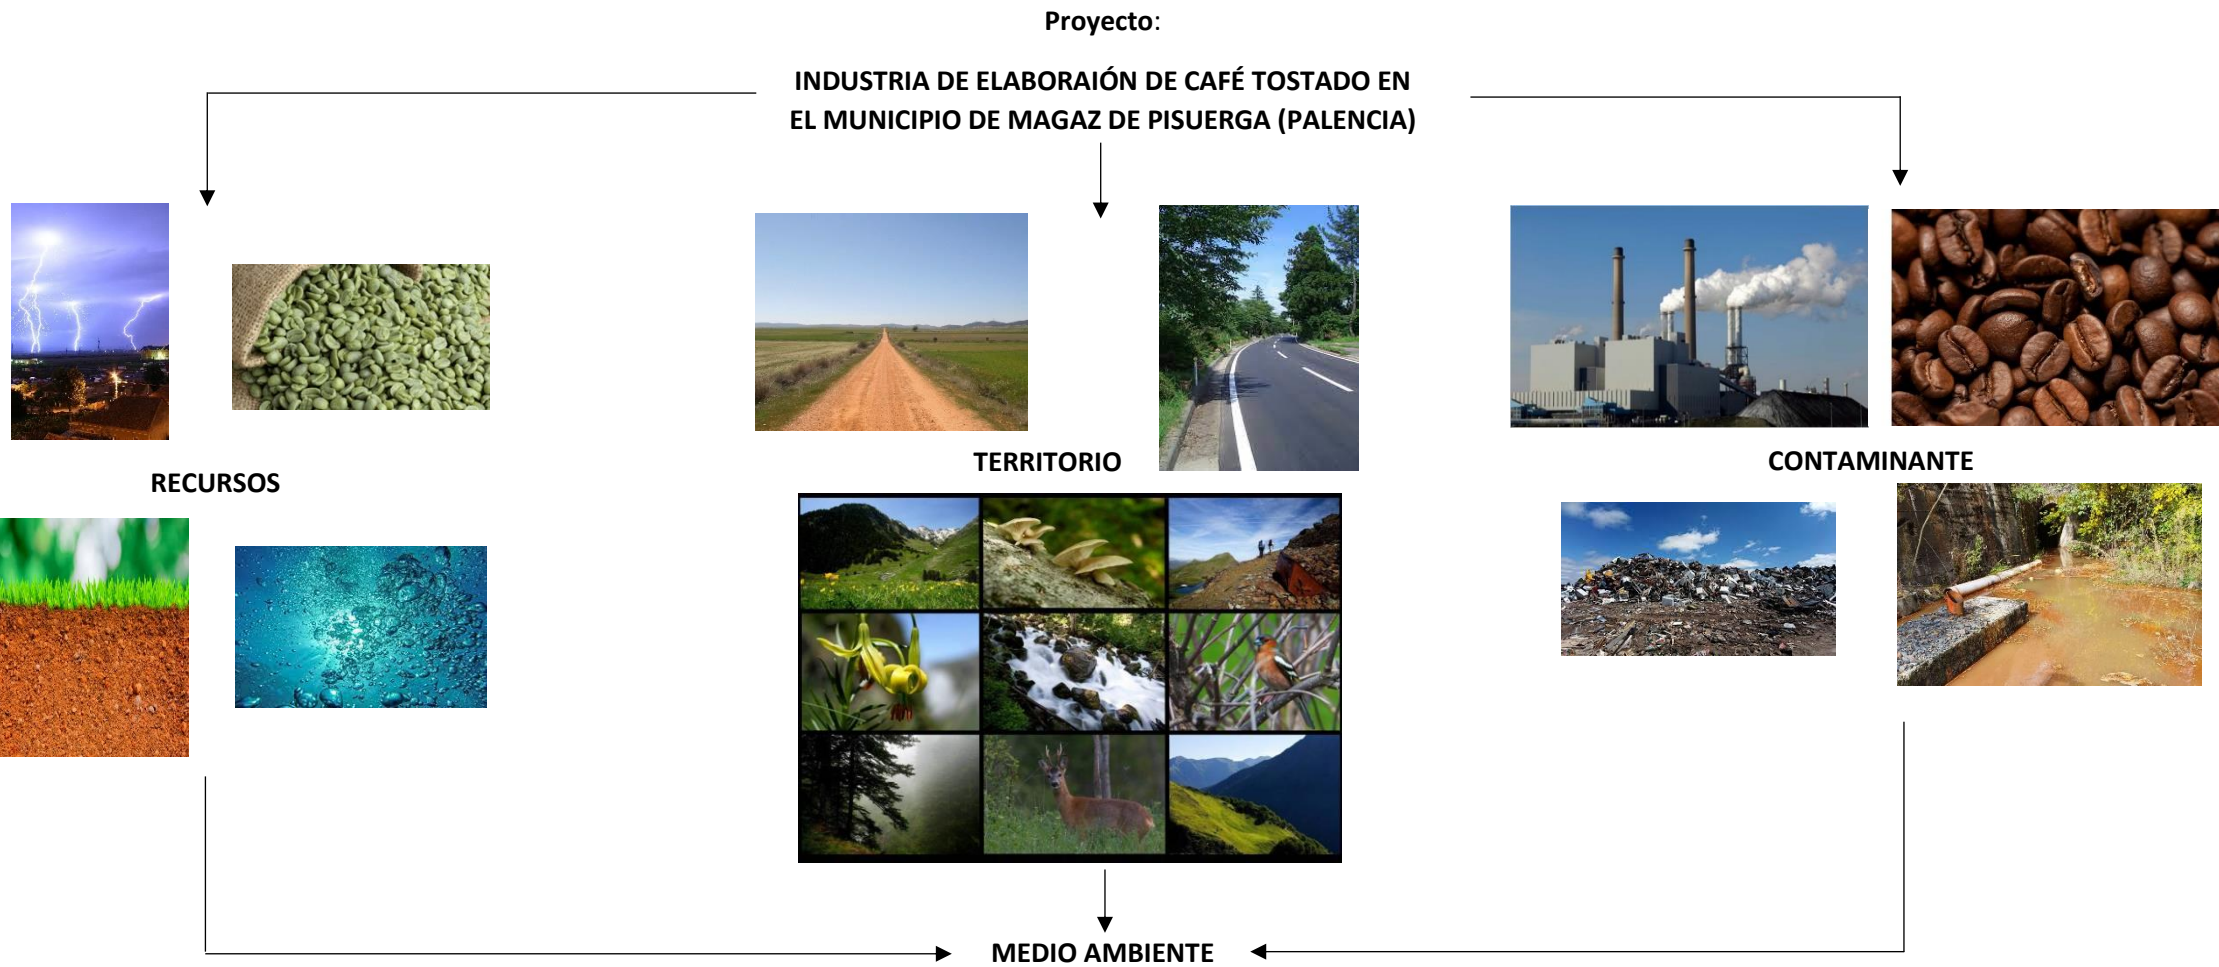 Proyecto:
INDUSTRIA DE ELABORAIÓN DE CAFÉ TOSTADO EN
EL MUNICIPIO DE MAGAZ DE PISUERGA (PALENCIA)
RECURSOS
TERRITORIO
CONTAMINANTE
MEDIO AMBIENTE